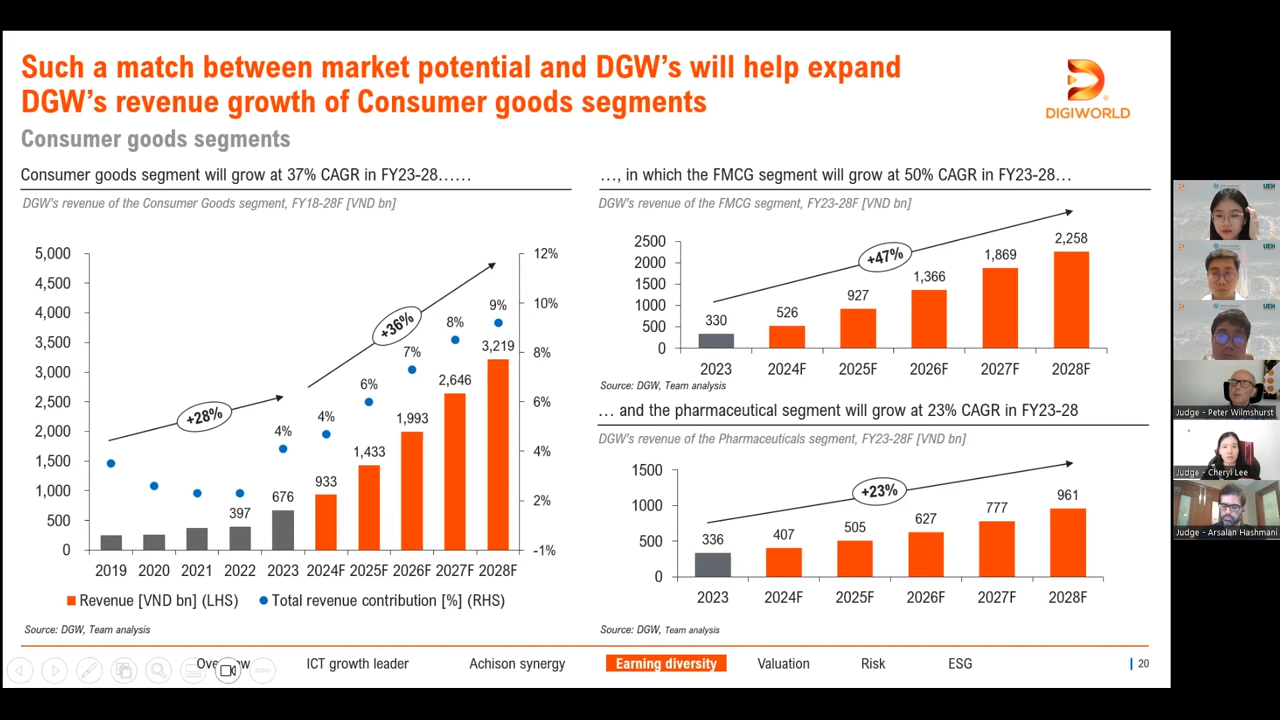 Such a match between market potential and DGW's will help expand
DGW's revenue growth of Consumer goods segments
DIGIWORLD
Consumer goods segments
Consumer goods segment will grow at 37% CAGR in FY23-28......
DGW's revenue of the Consumer Goods segment, FY18-28F [VND bn]
5,000
4,500
4,000
3,500
3,000
2,500
2,000
1,500
1,000
500
0
12%
10%
8%
6%
4%
2%
-1%
+28%
+36%
4%
4%
6%
7%
8%
9%
397
676
933
1,433
1,993
2,646
3,219
2019 2020 2021 2022 2023 2024F 2025F 2026F 2027F 2028F
Revenue [VND bn] (LHS) Total revenue contribution [%] (RHS)
Source: DGW, Team analysis
…, in which the FMCG segment will grow at 50% CAGR in FY23-28…
DGW's revenue of the FMCG segment, FY23-28F [VND bn]
2500
2000
1500
1000
500
0
+47%
330
526
927
1,366
1,869
2,258
2023 2024F 2025F 2026F 2027F 2028F
Source: DGW, Team analysis
… and the pharmaceutical segment will grow at 23% CAGR in FY23-28
DGW's revenue of the Pharmaceuticals segment, FY23-28F [VND bn]
1500
1000
500
0
+23%
336
407
505
627
777
961
2023 2024F 2025F 2026F 2027F 2028F
Source: DGW, Team analysis
ICT growth leader Achison synergy Earning diversity Valuation Risk ESG
20
UEH
UEH
UEH
Judge - Peter Wilmshurst
Judge - Cheryl Lee
Judge - Arsalan Hashmani